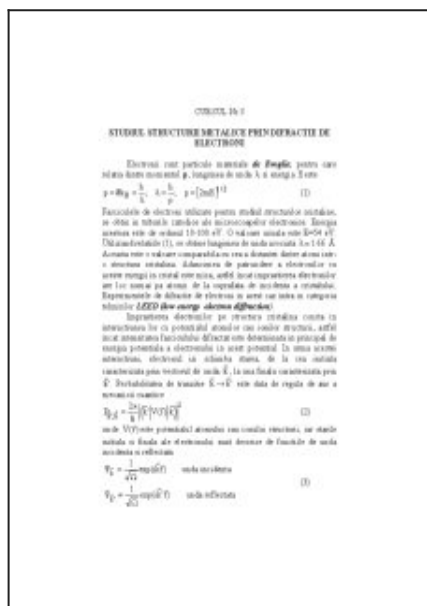 CURSUL Nr 5
STUDIUL STRUCTURII METALICE PRIN DIFRACTIE DE
ELECTRONI
Electronii sunt particule materiale de Broglie, pentru care
relatia dintre momentul p, lungimea de unda λ si energia E este
(1)
Fasciculele de electroni utilizate pentru studiul structurilor cristaline,
se obtin in tuburile catodice ale microscoapelor electronice. Energia
acestora este de ordinul 10-100 eV. O valoare uzuala este E=54 eV.
Utilizand relatiile (1), se obtine lungimea de unda asociata λ = 1.66 Å.
Aceasta este o valoare comparabila cu cea a distantei dintre atomi intr-
o structura cristalina. Adancimea de patrundere a electronilor cu
aceste energii in cristal este mica, astfel incat imprastierea electronilor
are loc numai pe atomii de la suprafata de incidenta a cristalului.
Experimentele de difractie de electroni in acest caz intra in categoria
tehnicilor LEED (low energy electron diffraction)
Imprastierea electronilor pe structura cristalina consta in
interactiunea lor cu potentialul atomilor sau ionilor structurii, astfel
incat intensitatea fasciculului difractat este determinata in principal de
energia potentiala a electronului in acest potential. In urma acestei
interactiuni, electronul isi schimba starea, de la cea initiala
caracterizata prin vectorul de unda k, la cea finala caracterizata prin
k'. Probabilitatea de tranzitie k→k' este data de regula de aur a
mecanicii cuantice
(2)
unde V(r) este potentialul atomilor sau ionilor structurii, iar starile
initiala si finala ale electronului sunt descrise de functiile de unda
incidenta si reflectata
unda incidenta
(3)
unda reflectata